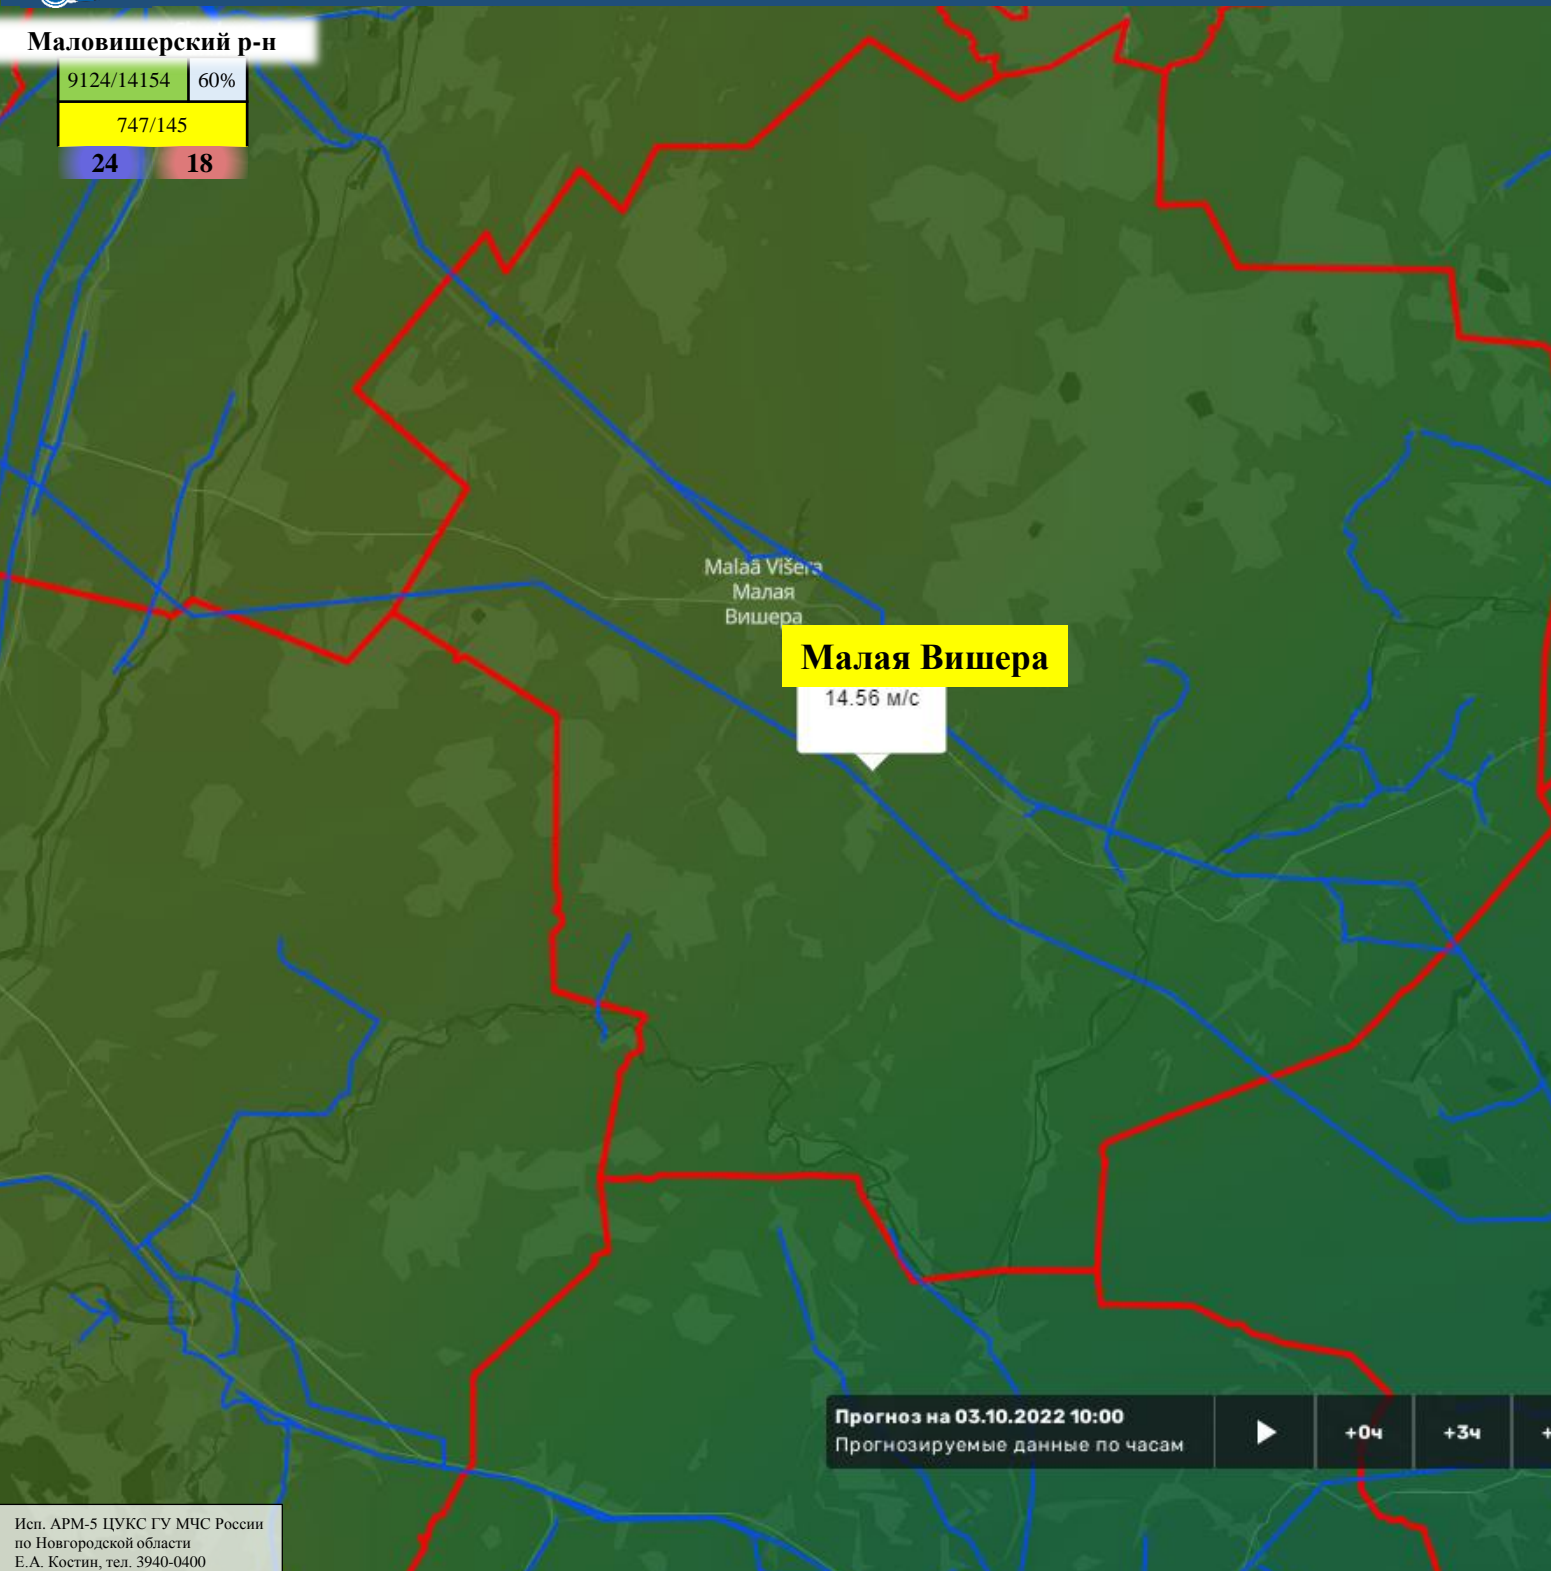 Маловишерский р-н
9124/14154 60%
747/145
24 18
Malaâ Višera
Малая
Вишера
Малая Вишера
14.56 м/с
Прогноз на 03.10.2022 10:00
Прогнозируемые данные по часам
+0ч +3ч +
Исп. АРМ-5 ЦУКС ГУ МЧС России
по Новгородской области
Е.А. Костин, тел. 3940-0400